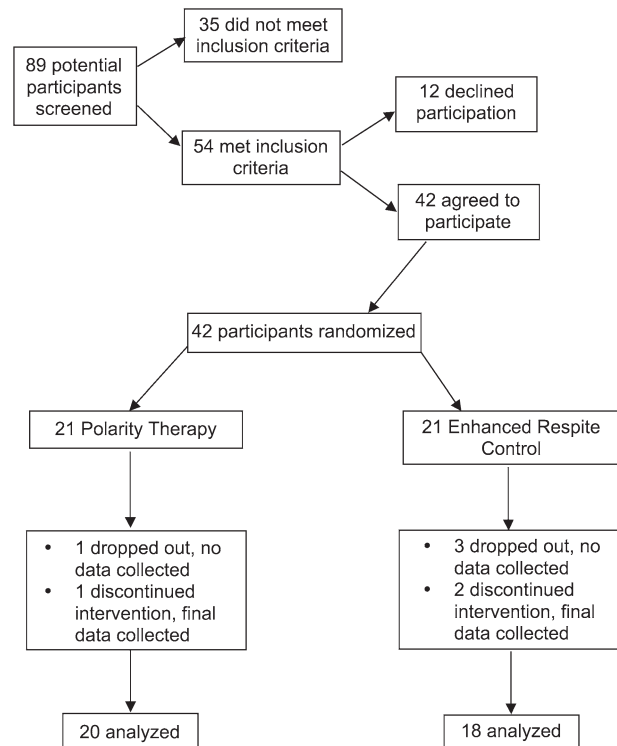 35 did not meet
inclusion criteria
89 potential
participants
screened
12 declined
participation
54 met inclusion
criteria
42 agreed to
participate
42 participants randomized
21 Polarity Therapy
21 Enhanced Respite
Control
• 1 dropped out, no
data collected
• 1 discontinued
intervention, final
data collected
• 3 dropped out, no
data collected
• 2 discontinued
intervention, final
data collected
20 analyzed
18 analyzed